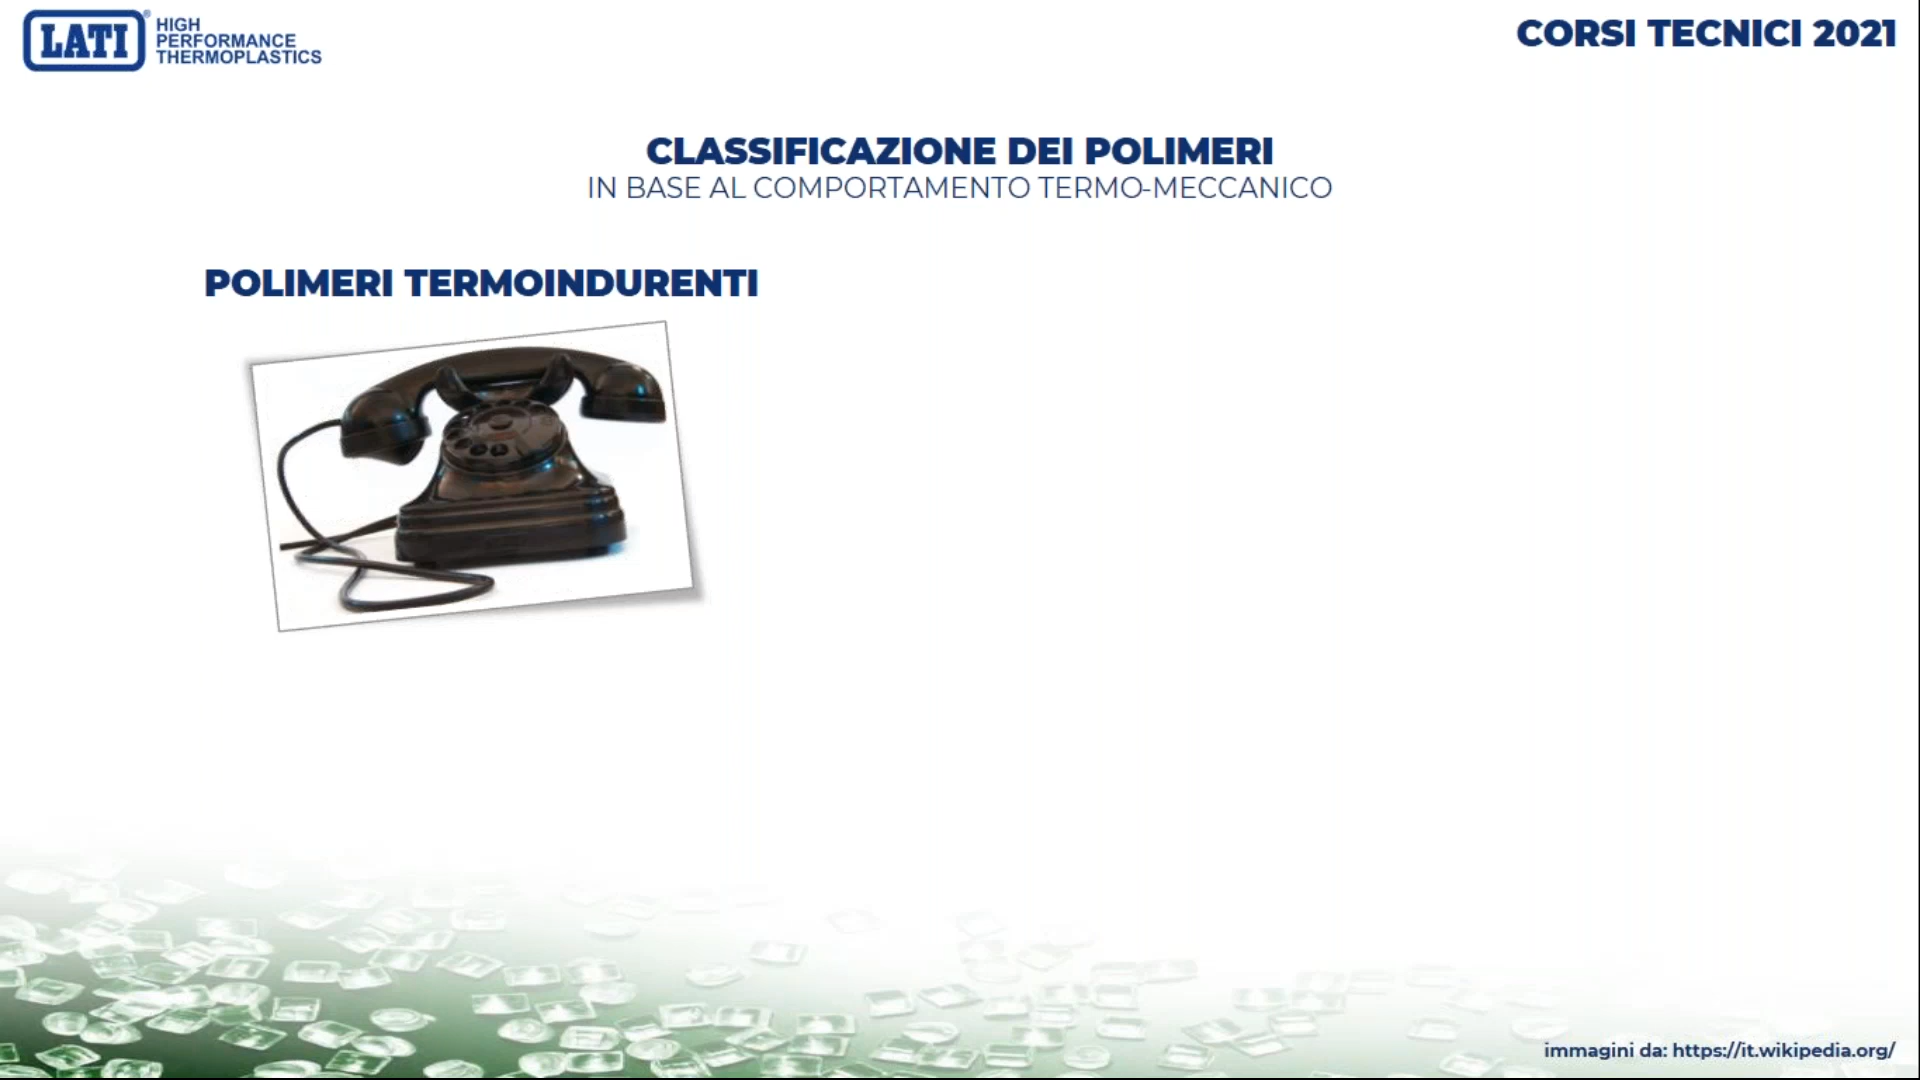 LATI®
HIGH
PERFORMANCE
THERMOPLASTICS
CORSI TECNICI 2021
CLASSIFICAZIONE DEI POLIMERI
IN BASE AL COMPORTAMENTO TERMO-MECCANICO
POLIMERI TERMOINDURENTI
immagini da: https://it.wikipedia.org/